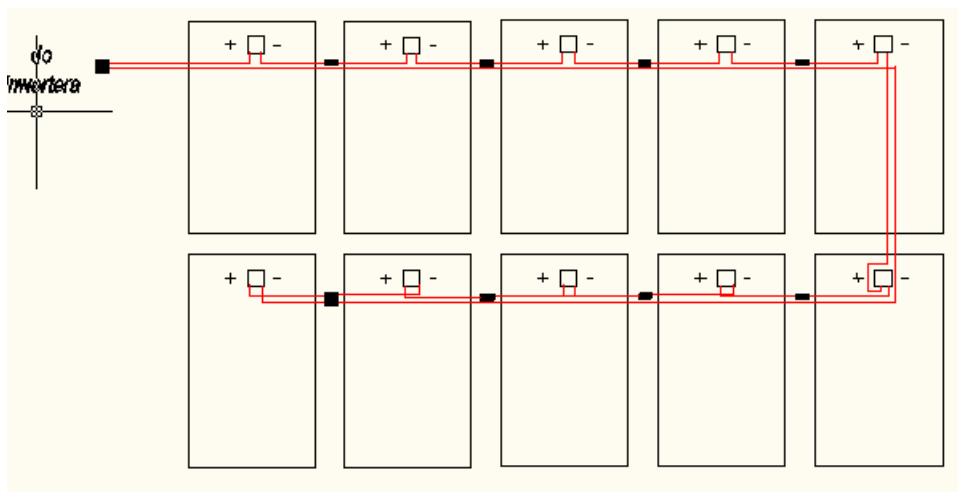 do
Inwertera
+ - + - + - + - + -
+ - + - + - + - + -